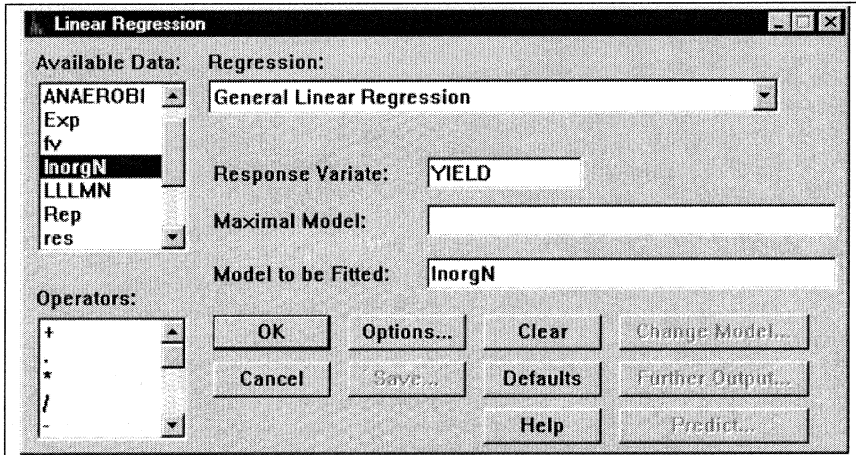 Linear Regression
Available Data:
ANAEROBI
Exp
fv
InorgN
LLLMN
Rep
res
Operators:
+
.
*
/
-
Regression:
General Linear Regression
Response Variate: YIELD
Maximal Model:
Model to be Fitted: InorgN
OK Options... Clear Change Model...
Cancel Save... Defaults Further Output...
Help Predict...